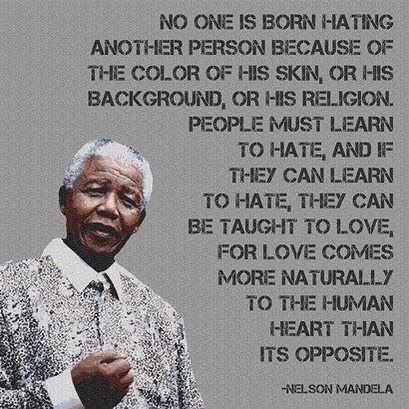 NO ONE IS BORN HATING
ANOTHER PERSON BECAUSE OF
THE COLOR OF HIS SKIN, OR HIS
BACKGROUND, OR HIS RELIGION.
PEOPLE MUST LEARN
TO HATE, AND IF
THEY CAN LEARN
TO HATE, THEY CAN
BE TAUGHT TO LOVE,
FOR LOVE COMES
MORE NATURALLY
TO THE HUMAN
HEART THAN
ITS OPPOSITE.
-NELSON MANDELA